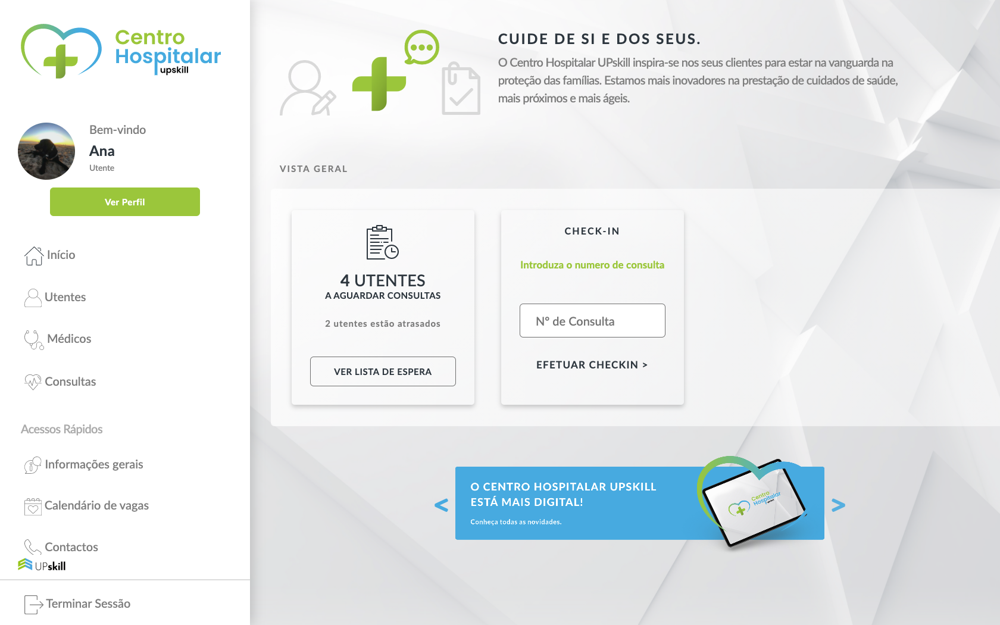 Centro
Hospitalar
upskill
Bem-vindo
Ana
Utente
Ver Perfil
Início
Utentes
Médicos
Consultas
Acessos Rápidos
Informações gerais
Calendário de vagas
Contactos
UPskill
Terminar Sessão
CUIDE DE SI E DOS SEUS.
O Centro Hospitalar UPskill inspira-se nos seus clientes para estar na vanguarda na
proteção das famílias. Estamos mais inovadores na prestação de cuidados de saúde,
mais próximos e mais ágeis.
VISTA GERAL
4 UTENTES
A AGUARDAR CONSULTAS
2 utentes estão atrasados
VER LISTA DE ESPERA
CHECK-IN
Introduza o numero de consulta
Nº de Consulta
EFETUAR CHECKIN >
<
O CENTRO HOSPITALAR UPSKILL
ESTÁ MAIS DIGITAL!
Conheça todas as novidades.
Centro
Hospitalar
upskill
>